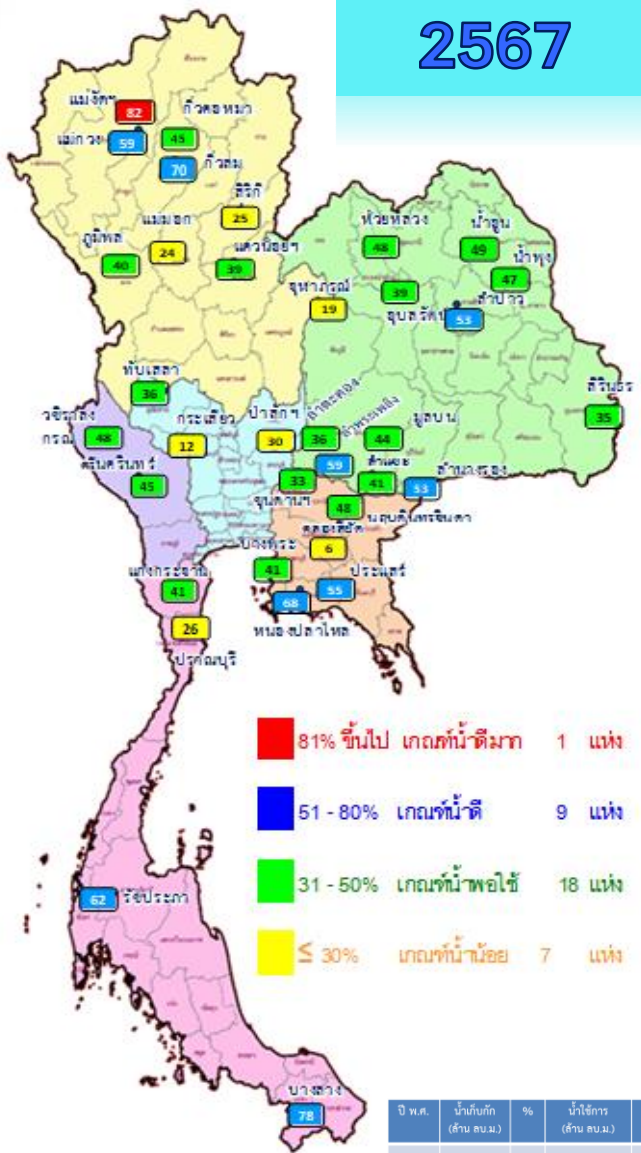 2567
แม่งัดฯ
82
กิ่วคอหมา
45
แม่กวง
59
กิ่วลม
70
สิริกิ
25
แม่มอก
24
ภูมิพล
40
แควน้อยฯ
39
ห้วยหลวง
48
น้ำอูน
49
น้ำพุง
47
จุฬาภรณ์
19
39
อุบลรัตน
ลำปาว
53
สิรินธร
35
ทับเสลา
36
วชิราลง
กรณ
48
กระเสียว
12
ป่าสักฯ
30
ลำตะคอง
36
ลำพระเพลิง
59
มูลบน
44
ศรีนครินทร์
45
ขุนด่านฯ
33
ลำแซะ
41
ลำนางรอง
53
48
นฤบดินทรจินดา
คลองสียัด
6
บางพระ
41
ประแสร์
55
68
หนองปลาไหล
แก่งกระจาน
41
26
ปราณบุรี
81% ขึ้นไป เกณฑ์น้ำดีมาก 1 แห่ง
51 - 80% เกณฑ์น้ำดี 9 แห่ง
31 - 50% เกณฑ์น้ำพอใช้ 18 แห่ง
≤ 30% เกณฑ์น้ำน้อย 7 แห่ง
62 รัชประภา
บางลาง
78
ปี พ.ศ. น้ำเก็บกัก % น้ำใช้การ
(ล้าน ลบ.ม.) (ล้าน ลบ.ม.)